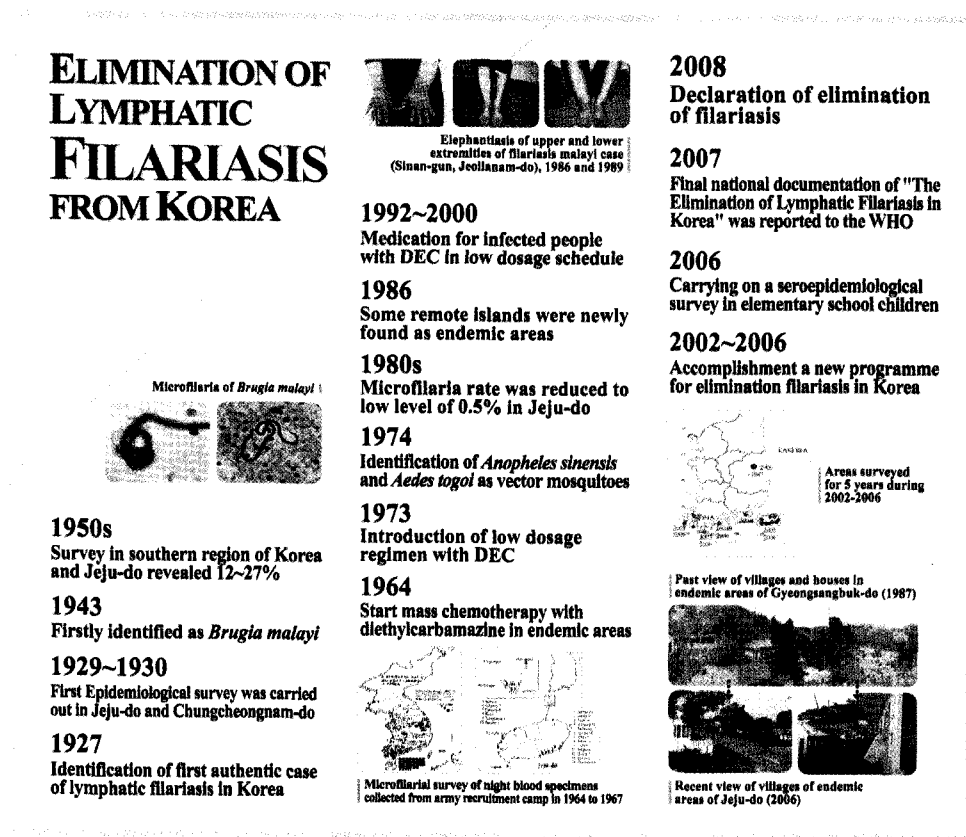 ELIMINATION OF
LYMPHATIC
FILARIASIS
FROM KOREA
Microfilaria of Brugia malayi
1950s
Survey in southern region of Korea
and Jeju-do revealed 12~27%
1943
Firstly identified as Brugia malayi
1929~1930
First Epidemiological survey was carried
out in Jeju-do and Chungcheongnam-do
1927
Identification of first authentic case
of lymphatic filariasis in Korea
Elephantiasis of upper and lower
extremities of filariasis malayi case
(Sinan-gun, Jeollanam-do), 1986 and 1989
1992~2000
Medication for infected people
with DEC in low dosage schedule
1986
Some remote islands were newly
found as endemic areas
1980s
Microfilaria rate was reduced to
low level of 0.5% in Jeju-do
1974
Identification of Anopheles sinensis
and Aedes togoi as vector mosquitoes
1973
Introduction of low dosage
regimen with DEC
1964
Start mass chemotherapy with
diethylcarbamazine in endemic areas
Microfilarial survey of night blood specimens
collected from army recruitment camp in 1964 to 1967
2008
Declaration of elimination
of filariasis
2007
Final national documentation of "The
Elimination of Lymphatic Filariasis in
Korea" was reported to the WHO
2006
Carrying on a seroepidemiological
survey in elementary school children
2002~2006
Accomplishment a new programme
for elimination filariasis in Korea
Areas surveyed
for 5 years during
2002-2006
Past view of villages and houses in
endemic areas of Gyeongsangbuk-do (1987)
Recent view of villages of endemic
areas of Jeju-do (2006)